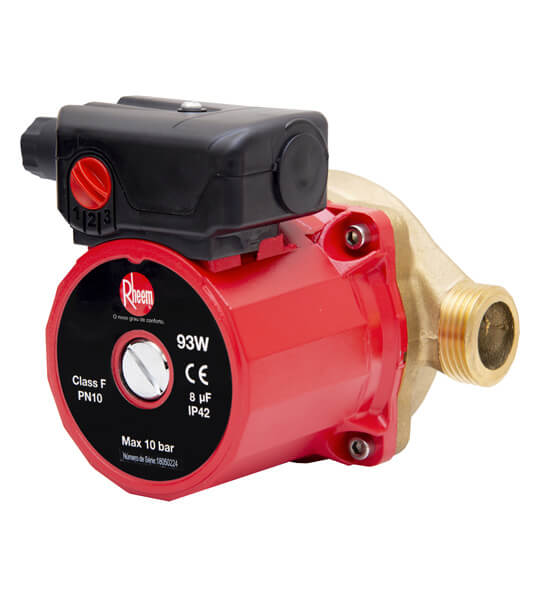 1 2 3
Rheem
O novo grau de conforto.
93W
Class F
PN10
CE
8 µF
IP42
Max 10 bar
Número de Série: 18050224